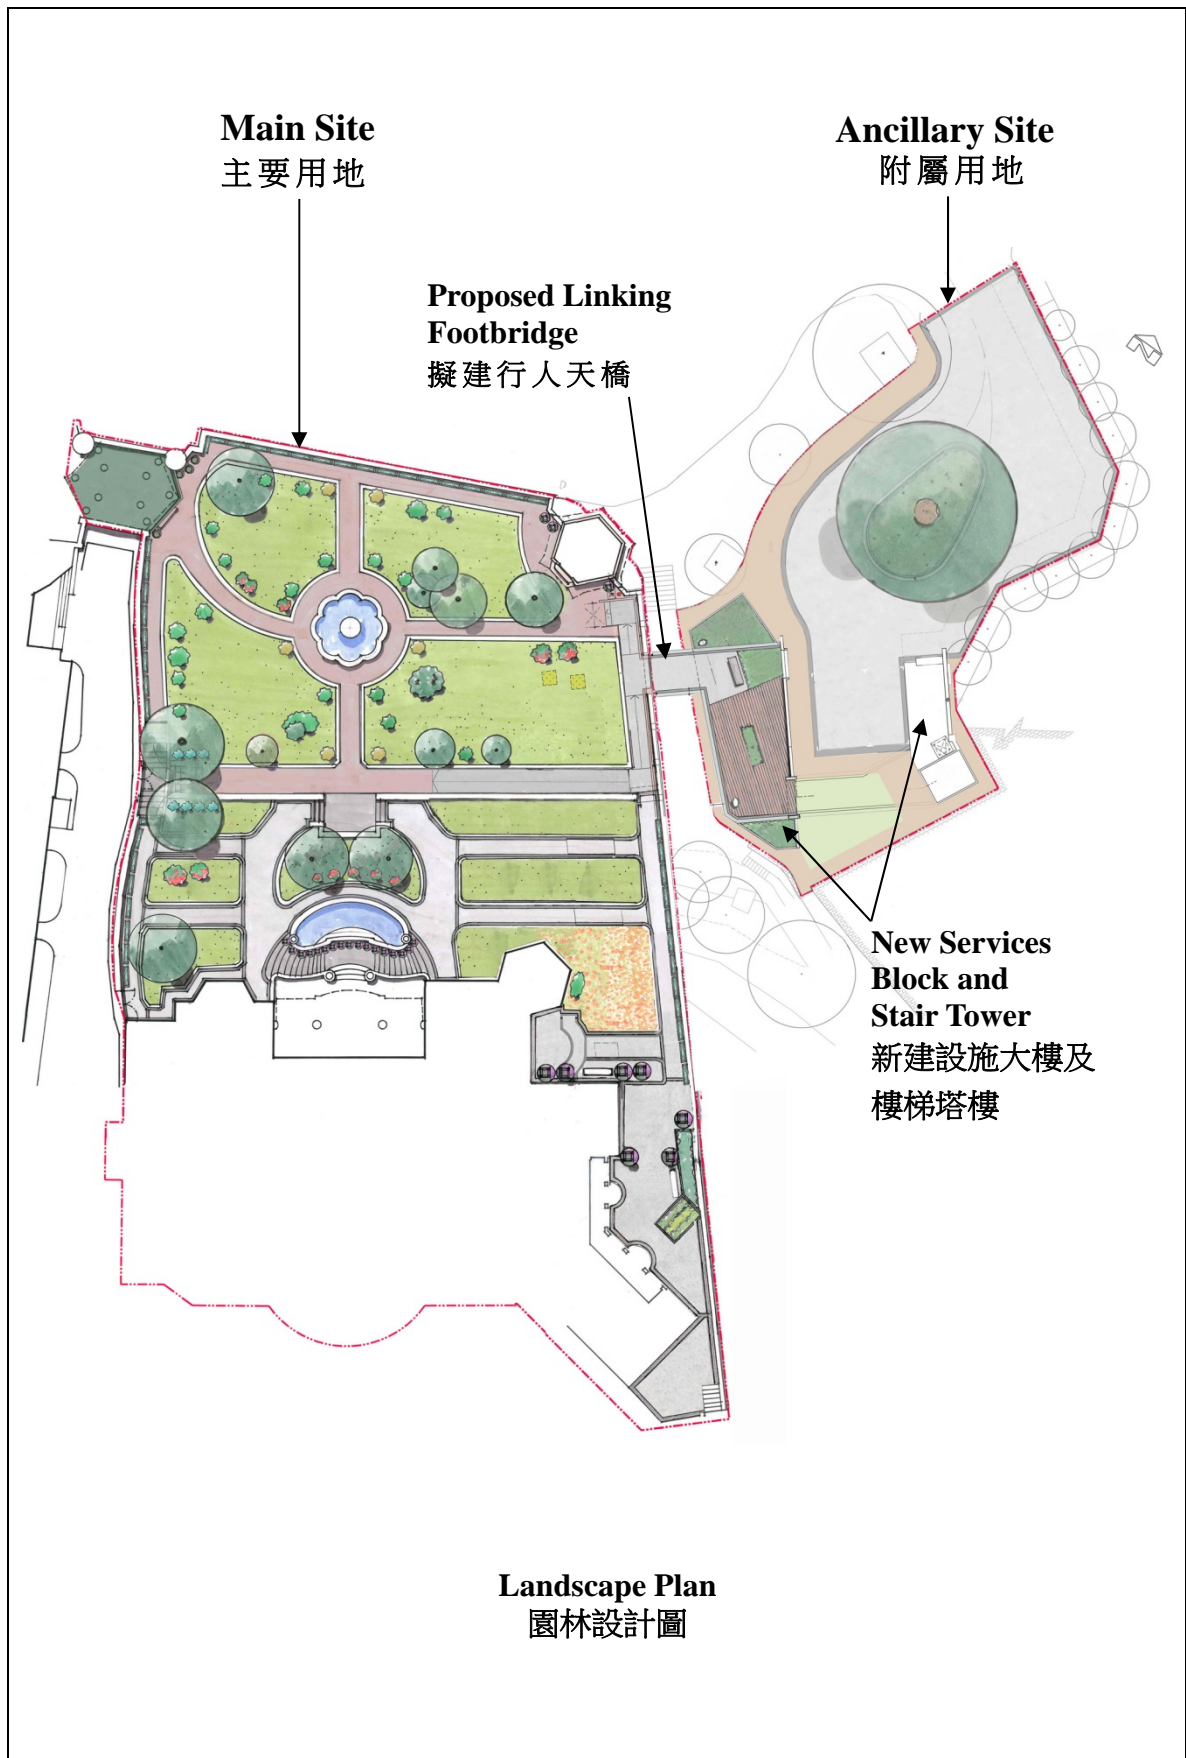 Main Site
主要用地
Ancillary Site
附屬用地
Proposed Linking
Footbridge
擬建行人天橋
New Services
Block and
Stair Tower
新建設施大樓及
樓梯塔樓
Landscape Plan
園林設計圖